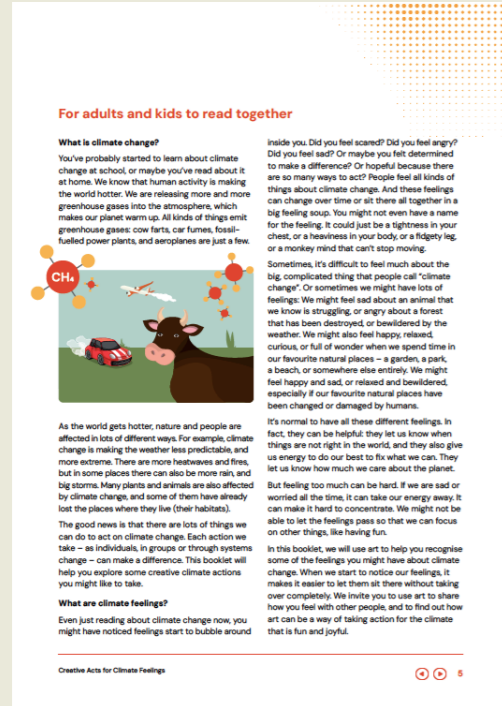 For adults and kids to read together
What is climate change?
You've probably started to learn about climate
change at school, or maybe you've read about it
at home. We know that human activity is making
the world hotter. We are releasing more and more
greenhouse gases into the atmosphere, which
makes our planet warm up. All kinds of things emit
greenhouse gases: cow farts, car fumes, fossil-
fuelled power plants, and aeroplanes are just a few.
CH₄
As the world gets hotter, nature and people are
affected in lots of different ways. For example, climate
change is making the weather less predictable, and
more extreme. There are more heatwaves and fires,
but in some places there can also be more rain, and
big storms. Many plants and animals are also affected
by climate change, and some of them have already
lost the places where they live (their habitats).
The good news is that there are lots of things we
can do to act on climate change. Each action we
take – as individuals, in groups or through systems
change – can make a difference. This booklet will
help you explore some creative climate actions
you might like to take.
What are climate feelings?
Even just reading about climate change now, you
might have noticed feelings start to bubble around
inside you. Did you feel scared? Did you feel angry?
Did you feel sad? Or maybe you felt determined
to make a difference? Or hopeful because there
are so many ways to act? People feel all kinds of
things about climate change. And these feelings
can change over time or sit there all together in a
big feeling soup. You might not even have a name
for the feeling. It could just be a tightness in your
chest, or a heaviness in your body, or a fidgety leg,
or a monkey mind that can't stop moving.
Sometimes, it's difficult to feel much about the
big, complicated thing that people call "climate
change". Or sometimes we might have lots of
feelings: We might feel sad about an animal that
we know is struggling, or angry about a forest
that has been destroyed, or bewildered by the
weather. We might also feel happy, relaxed,
curious, or full of wonder when we spend time in
our favourite natural places – a garden, a park,
a beach, or somewhere else entirely. We might
feel happy and sad, or relaxed and bewildered,
especially if our favourite natural places have
been changed or damaged by humans.
It's normal to have all these different feelings. In
fact, they can be helpful: they let us know when
things are not right in the world, and they also give
us energy to do our best to fix what we can. They
let us know how much we care about the planet.
But feeling too much can be hard. If we are sad or
worried all the time, it can take our energy away. It
can make it hard to concentrate. We might not be
able to let the feelings pass so that we can focus
on other things, like having fun.
In this booklet, we will use art to help you recognise
some of the feelings you might have about climate
change. When we start to notice our feelings, it
makes it easier to let them sit there without taking
over completely. We invite you to use art to share
how you feel with other people, and to find out how
art can be a way of taking action for the climate
that is fun and joyful.
Creative Acts for Climate Feelings
5